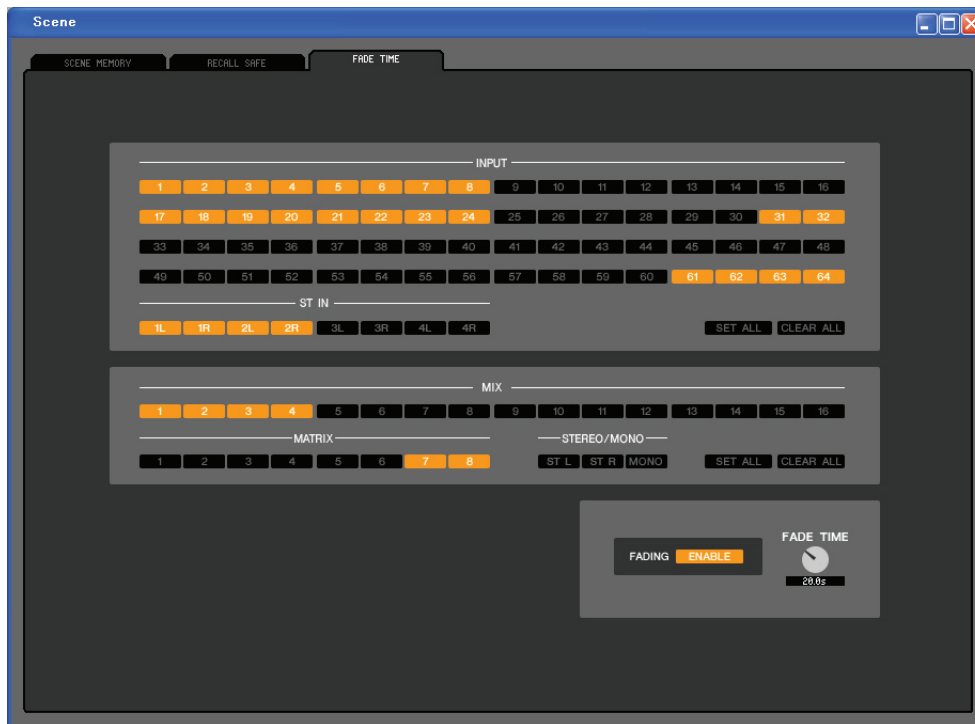 Scene
SCENE MEMORY RECALL SAFE FADE TIME
INPUT
1 2 3 4 5 6 7 8 9 10 11 12 13 14 15 16
17 18 19 20 21 22 23 24 25 26 27 28 29 30 31 32
33 34 35 36 37 38 39 40 41 42 43 44 45 46 47 48
49 50 51 52 53 54 55 56 57 58 59 60 61 62 63 64
ST IN
1L 1R 2L 2R 3L 3R 4L 4R SET ALL CLEAR ALL
MIX
1 2 3 4 5 6 7 8 9 10 11 12 13 14 15 16
MATRIX STEREO/MONO
1 2 3 4 5 6 7 8 ST L ST R MONO SET ALL CLEAR ALL
FADE TIME
FADING ENABLE
20.0s